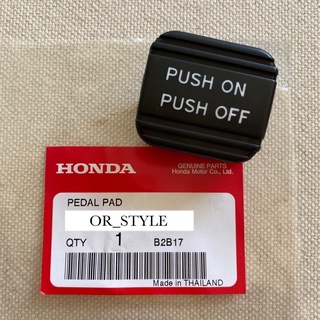 PUSH ON
PUSH OFF
HONDA
GENUINE PARTS
Honda Motor Co., Ltd.
PEDAL PAD
OR_STYLE
QTY 1 B2B17
Made in THAILAND